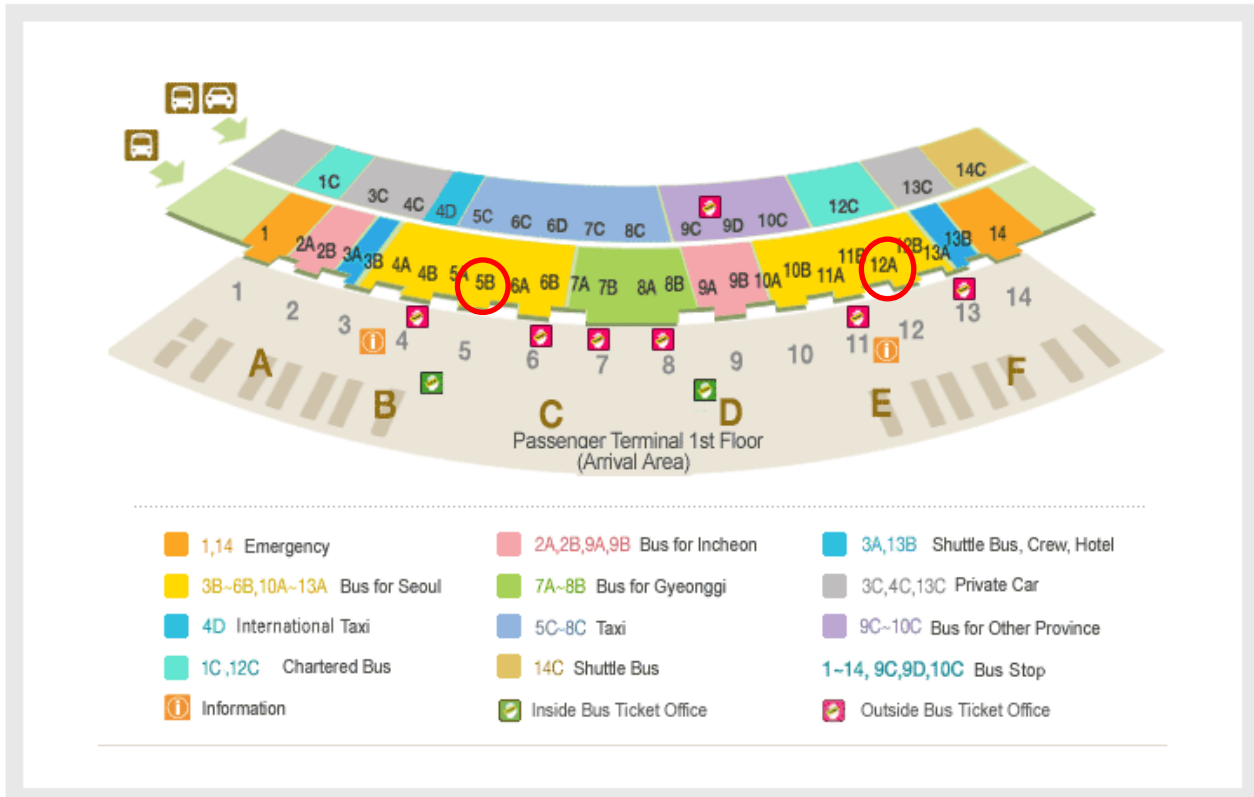 1C
3C
4C
4D
5C
6C
6D
7C
8C
9C
9D
10C
12C
13C
14C
1
2A
2B
3A
3B
4A
4B
5A
5B
6A
6B
7A
7B
8A
8B
9A
9B
10A
10B
11A
11B
12A
12B
13A
13B
14
1
2
3
4
5
6
7
8
9
10
11
12
13
14
A
B
C
D
E
F
Passenger Terminal 1st Floor
(Arrival Area)
1,14 Emergency
2A,2B,9A,9B Bus for Incheon
3A,13B Shuttle Bus, Crew, Hotel
3B~6B,10A~13A Bus for Seoul
7A~8B Bus for Gyeonggi
3C,4C,13C Private Car
4D International Taxi
5C~8C Taxi
9C~10C Bus for Other Province
1C,12C Chartered Bus
14C Shuttle Bus
1~14, 9C,9D,10C Bus Stop
Information
Inside Bus Ticket Office
Outside Bus Ticket Office